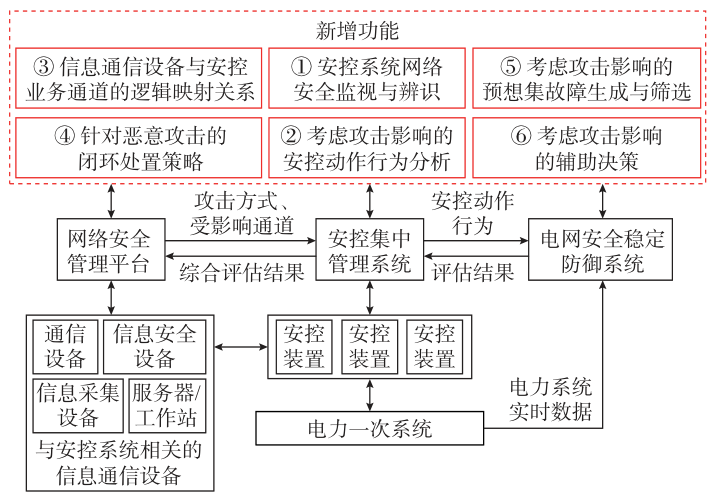 新增功能
③ 信息通信设备与安控
业务通道的逻辑映射关系
① 安控系统网络
安全监视与辨识
⑤ 考虑攻击影响的
预想集故障生成与筛选
④ 针对恶意攻击的
闭环处置策略
② 考虑攻击影响的
安控动作行为分析
⑥ 考虑攻击影响
的辅助决策
网络安全
管理平台
攻击方式、
受影响通道
综合评估结果
安控集中
管理系统
安控动作
行为
评估结果
电网安全稳定
防御系统
通信
设备
信息安全
设备
信息采集
设备
服务器/
工作站
与安控系统相关的
信息通信设备
安控
装置
安控
装置
安控
装置
电力一次系统
电力系统
实时数据